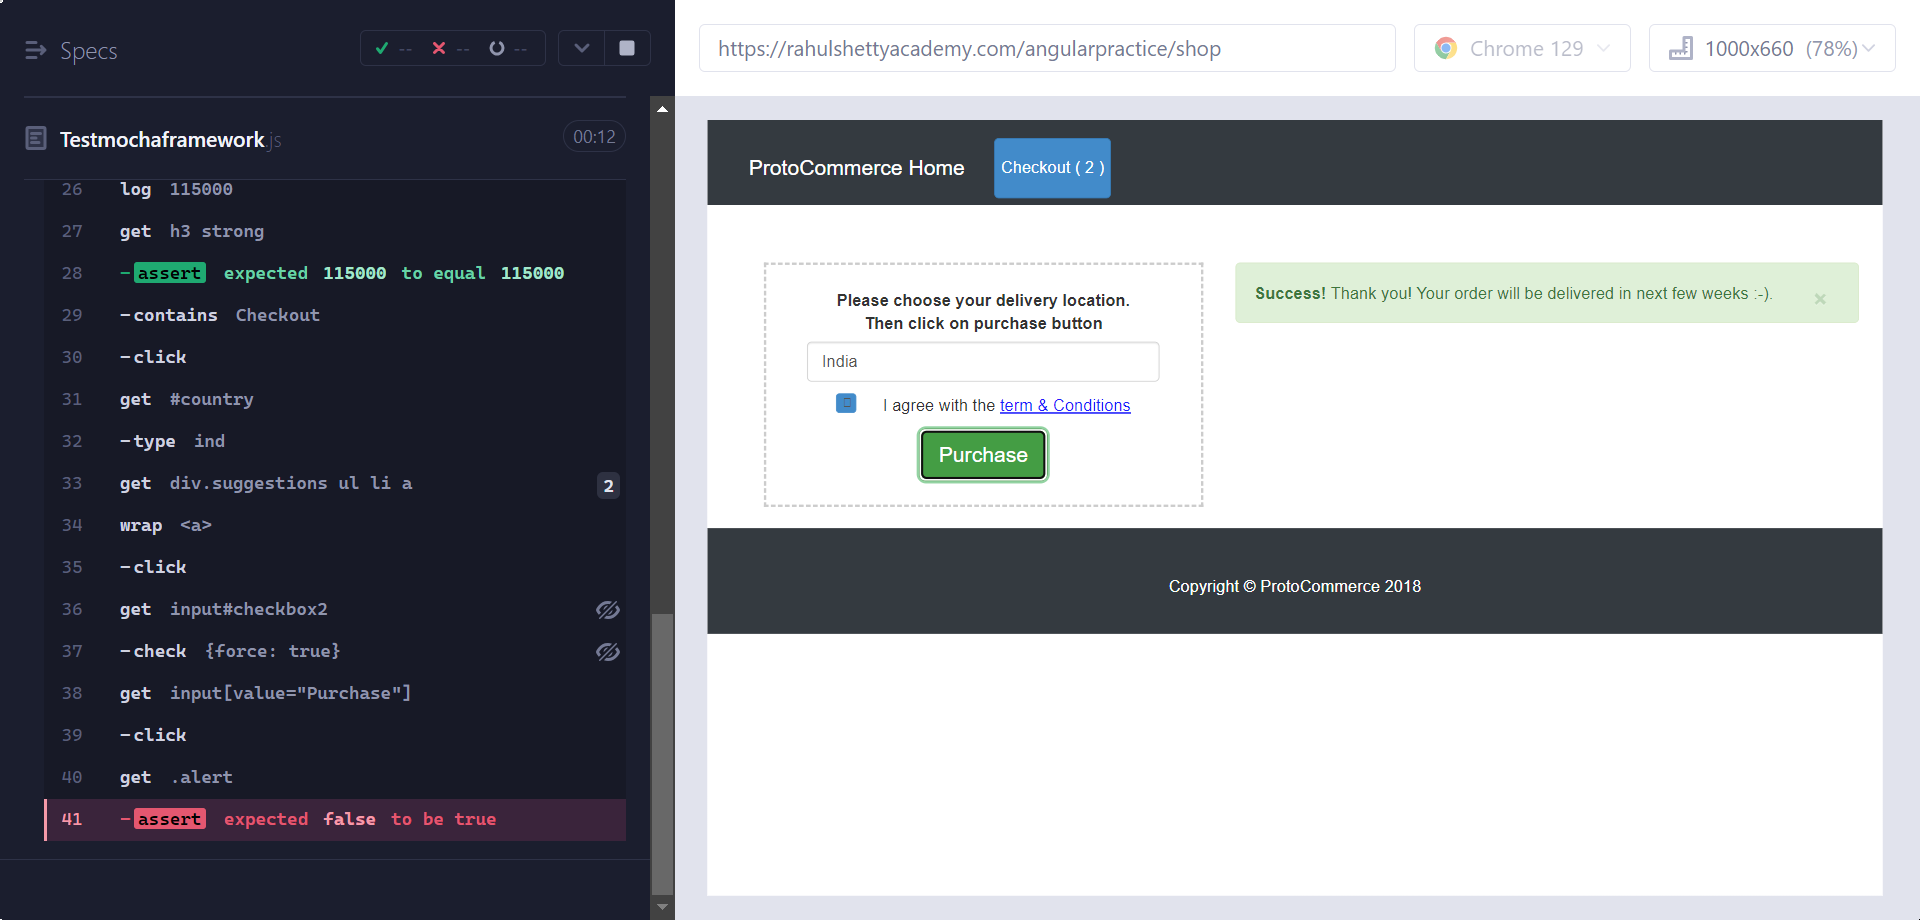 Specs
-- -- --
Testmochaframework.js 00:12
26 log 115000
27 get h3 strong
28 -assert expected 115000 to equal 115000
29 -contains Checkout
30 -click
31 get #country
32 -type ind
33 get div.suggestions ul li a 2
34 wrap <a>
35 -click
36 get input#checkbox2
37 -check {force: true}
38 get input[value="Purchase"]
39 -click
40 get .alert
41 -assert expected false to be true
https://rahulshettyacademy.com/angularpractice/shop
Chrome 129
1000x660 (78%)
ProtoCommerce Home
Checkout ( 2 )
Please choose your delivery location.
Then click on purchase button
India
I agree with the term & Conditions
Purchase
Success! Thank you! Your order will be delivered in next few weeks :-).
×
Copyright © ProtoCommerce 2018